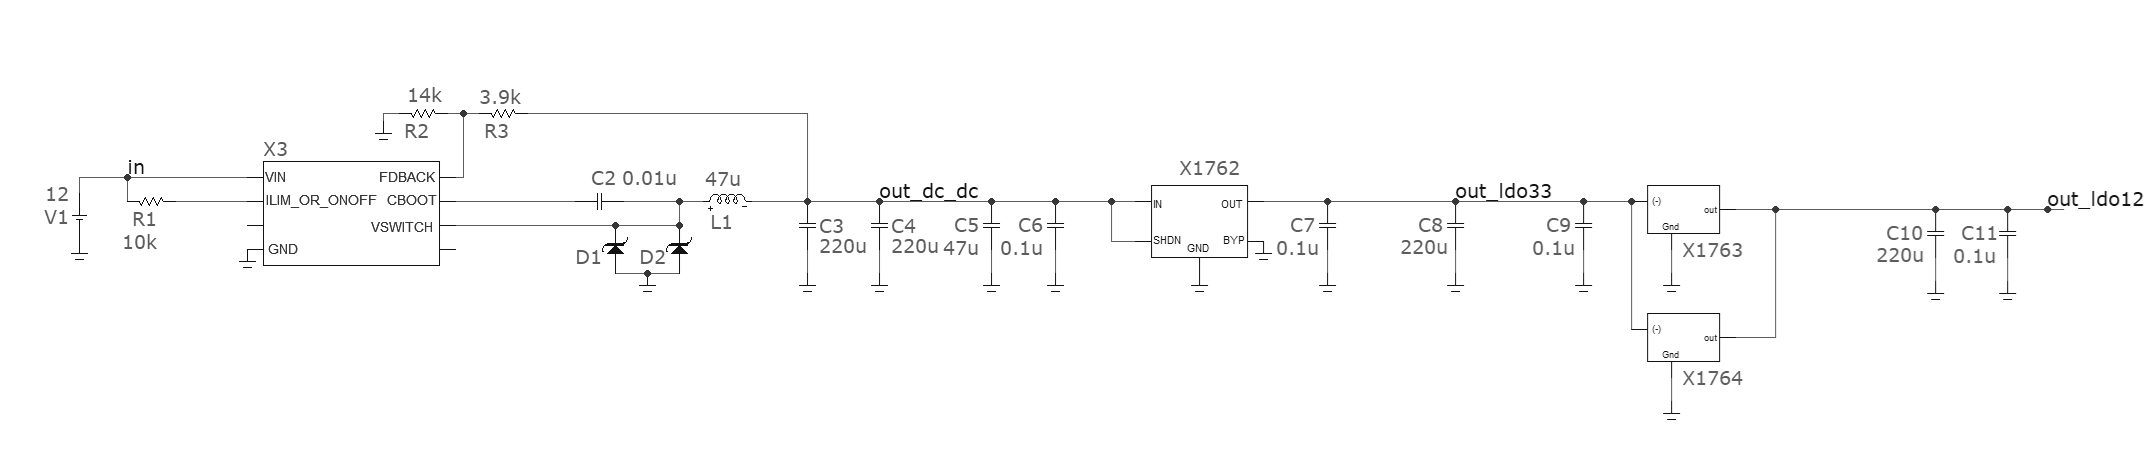 14k
R2
3.9k
R3
X3
in
VIN
FDBACK
ILIM_OR_ONOFF
CBOOT
VSWITCH
GND
12
V1
R1
10k
C2 0.01u
47u
+
-
L1
D1
D2
out_dc_dc
C3
220u
C4
220u
C5
47u
C6
0.1u
X1762
IN
OUT
SHDN
BYP
GND
C7
0.1u
out_ldo33
C8
220u
C9
0.1u
(-)
out
Gnd
X1763
(-)
out
Gnd
X1764
C10
220u
C11
0.1u
out_ldo12